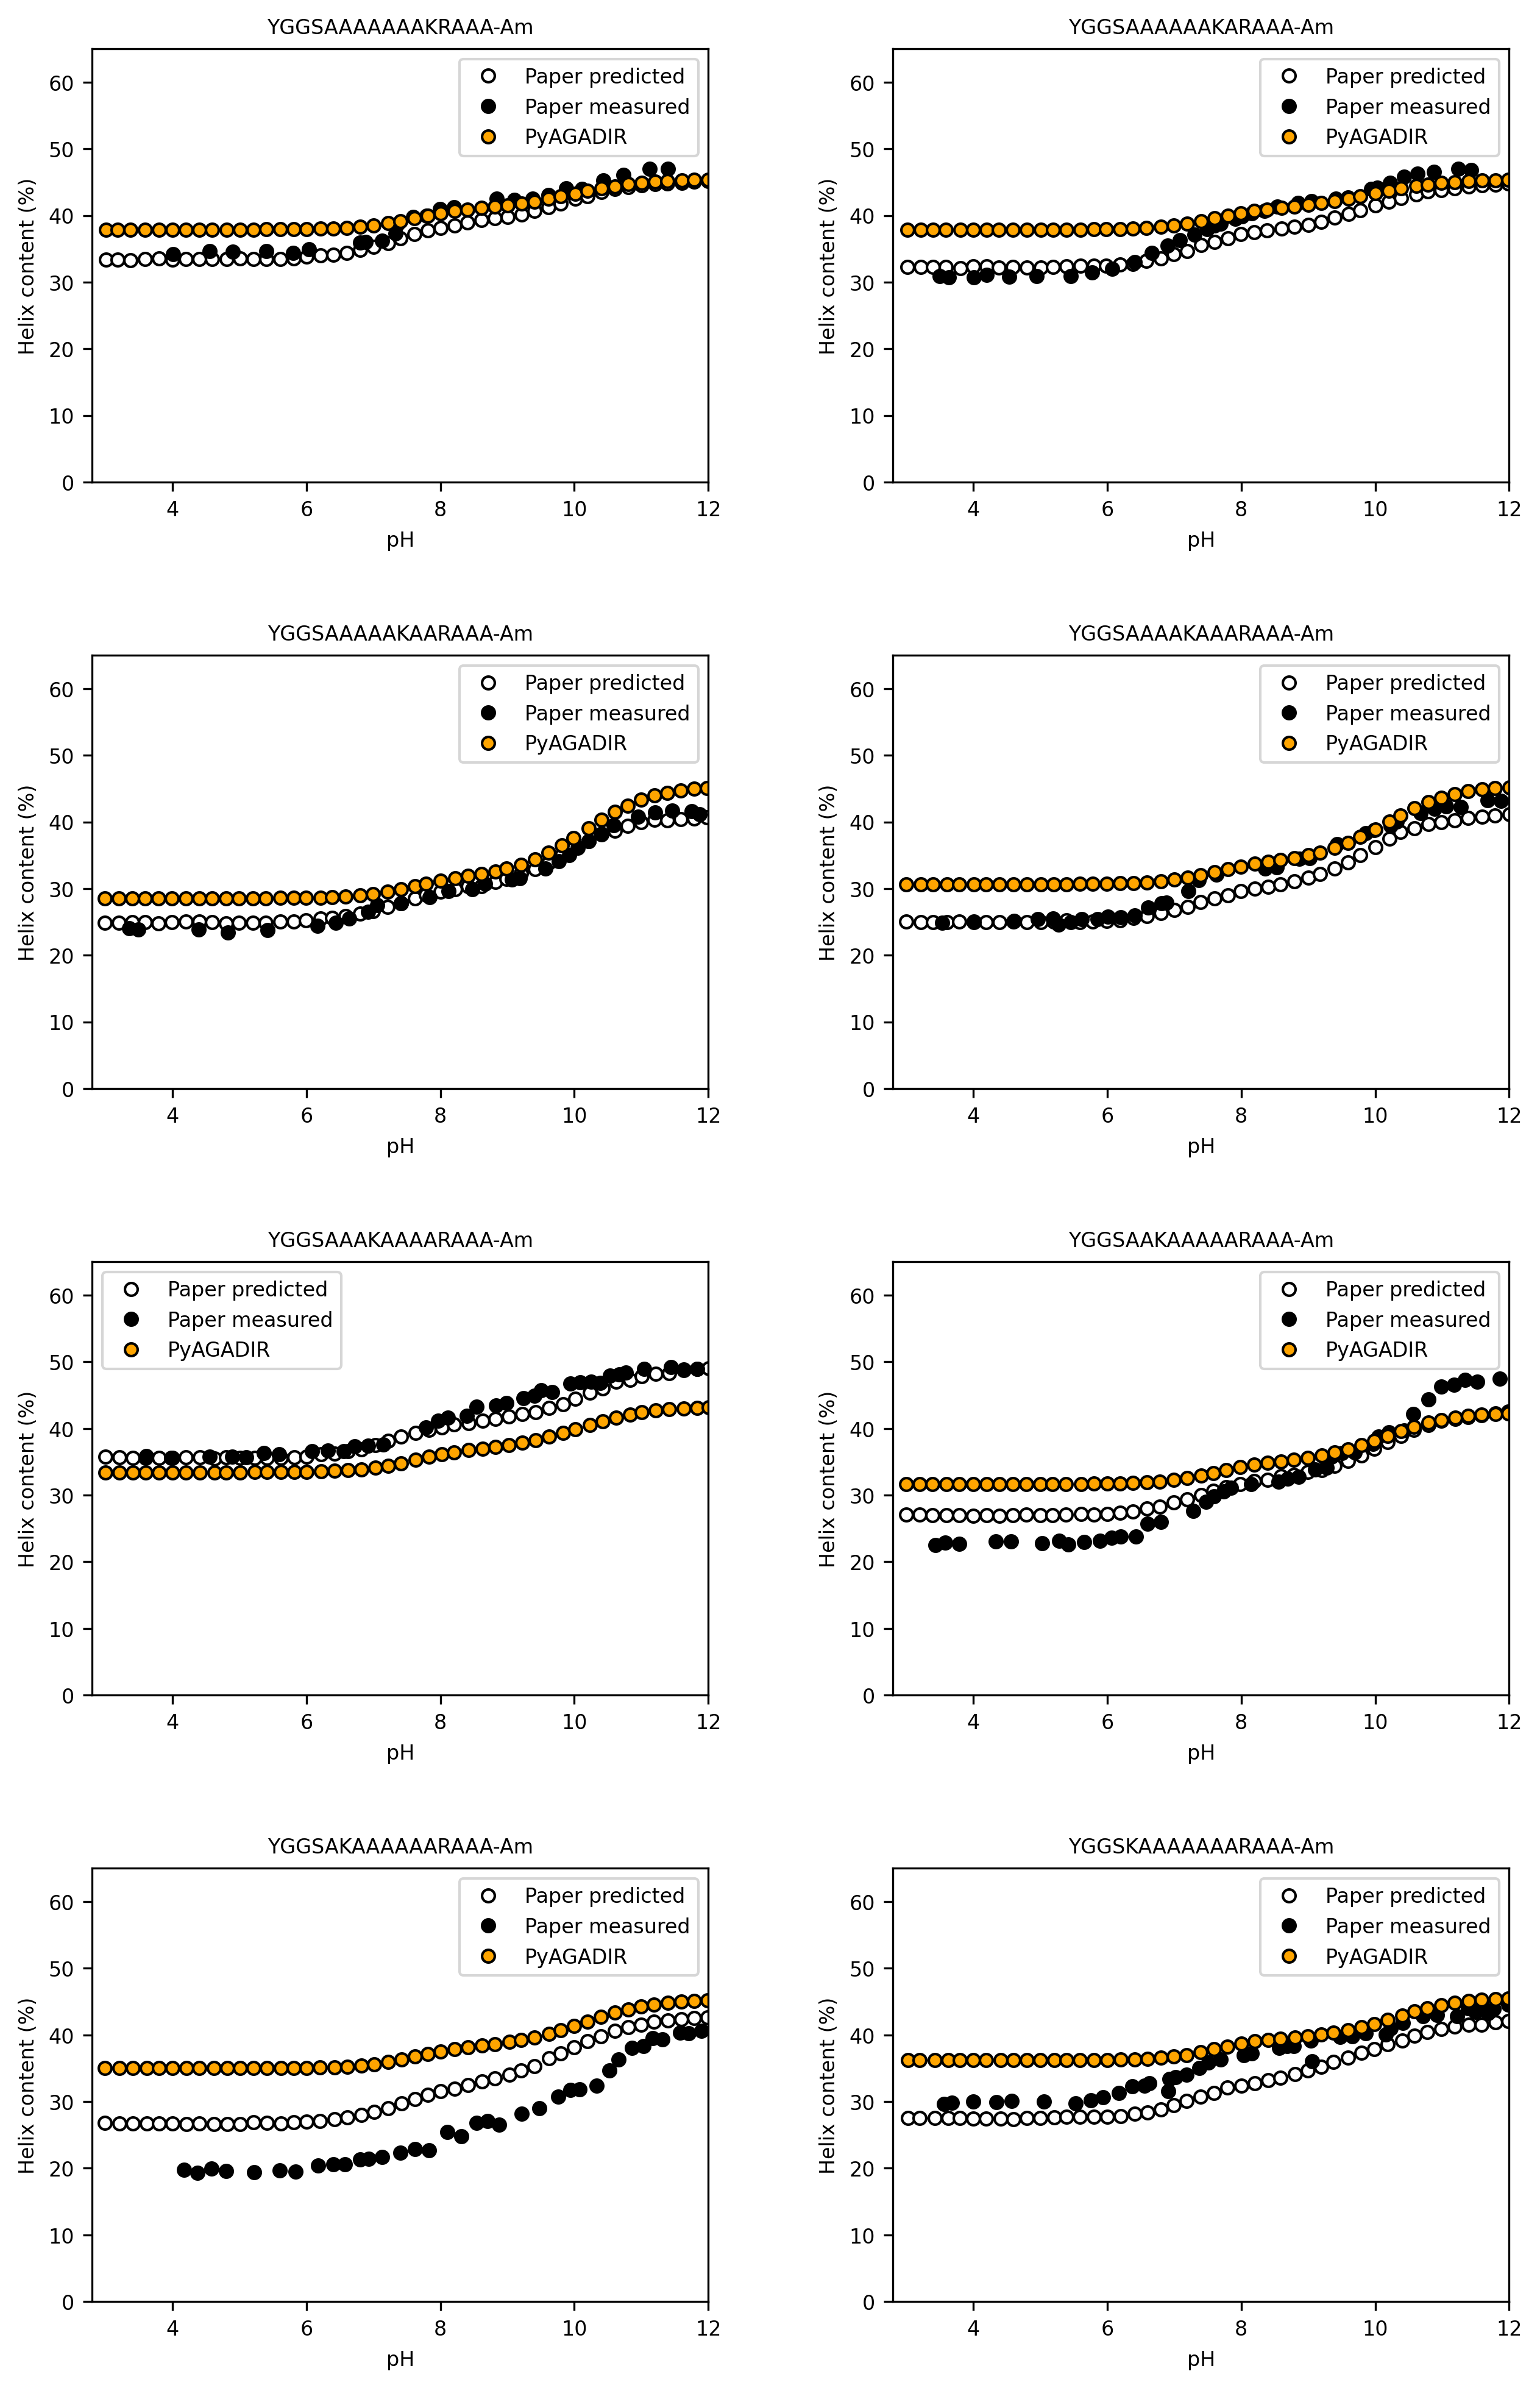 YGGSAAAAAAAKRAAA-Am
Paper predicted
Paper measured
PyAGADIR
Helix content (%)
60
50
40
30
20
10
0
4 6 8 10 12
pH
YGGSAAAAAAKARAAA-Am
Paper predicted
Paper measured
PyAGADIR
Helix content (%)
60
50
40
30
20
10
0
4 6 8 10 12
pH
YGGSAAAAAKAARAAA-Am
Paper predicted
Paper measured
PyAGADIR
Helix content (%)
60
50
40
30
20
10
0
4 6 8 10 12
pH
YGGSAAAAKAAARAAA-Am
Paper predicted
Paper measured
PyAGADIR
Helix content (%)
60
50
40
30
20
10
0
4 6 8 10 12
pH
YGGSAAAKAAAARAAA-Am
Paper predicted
Paper measured
PyAGADIR
Helix content (%)
60
50
40
30
20
10
0
4 6 8 10 12
pH
YGGSAAKAAAAARAAA-Am
Paper predicted
Paper measured
PyAGADIR
Helix content (%)
60
50
40
30
20
10
0
4 6 8 10 12
pH
YGGSAKAAAAAARAAA-Am
Paper predicted
Paper measured
PyAGADIR
Helix content (%)
60
50
40
30
20
10
0
4 6 8 10 12
pH
YGGSKAAAAAAARAAA-Am
Paper predicted
Paper measured
PyAGADIR
Helix content (%)
60
50
40
30
20
10
0
4 6 8 10 12
pH